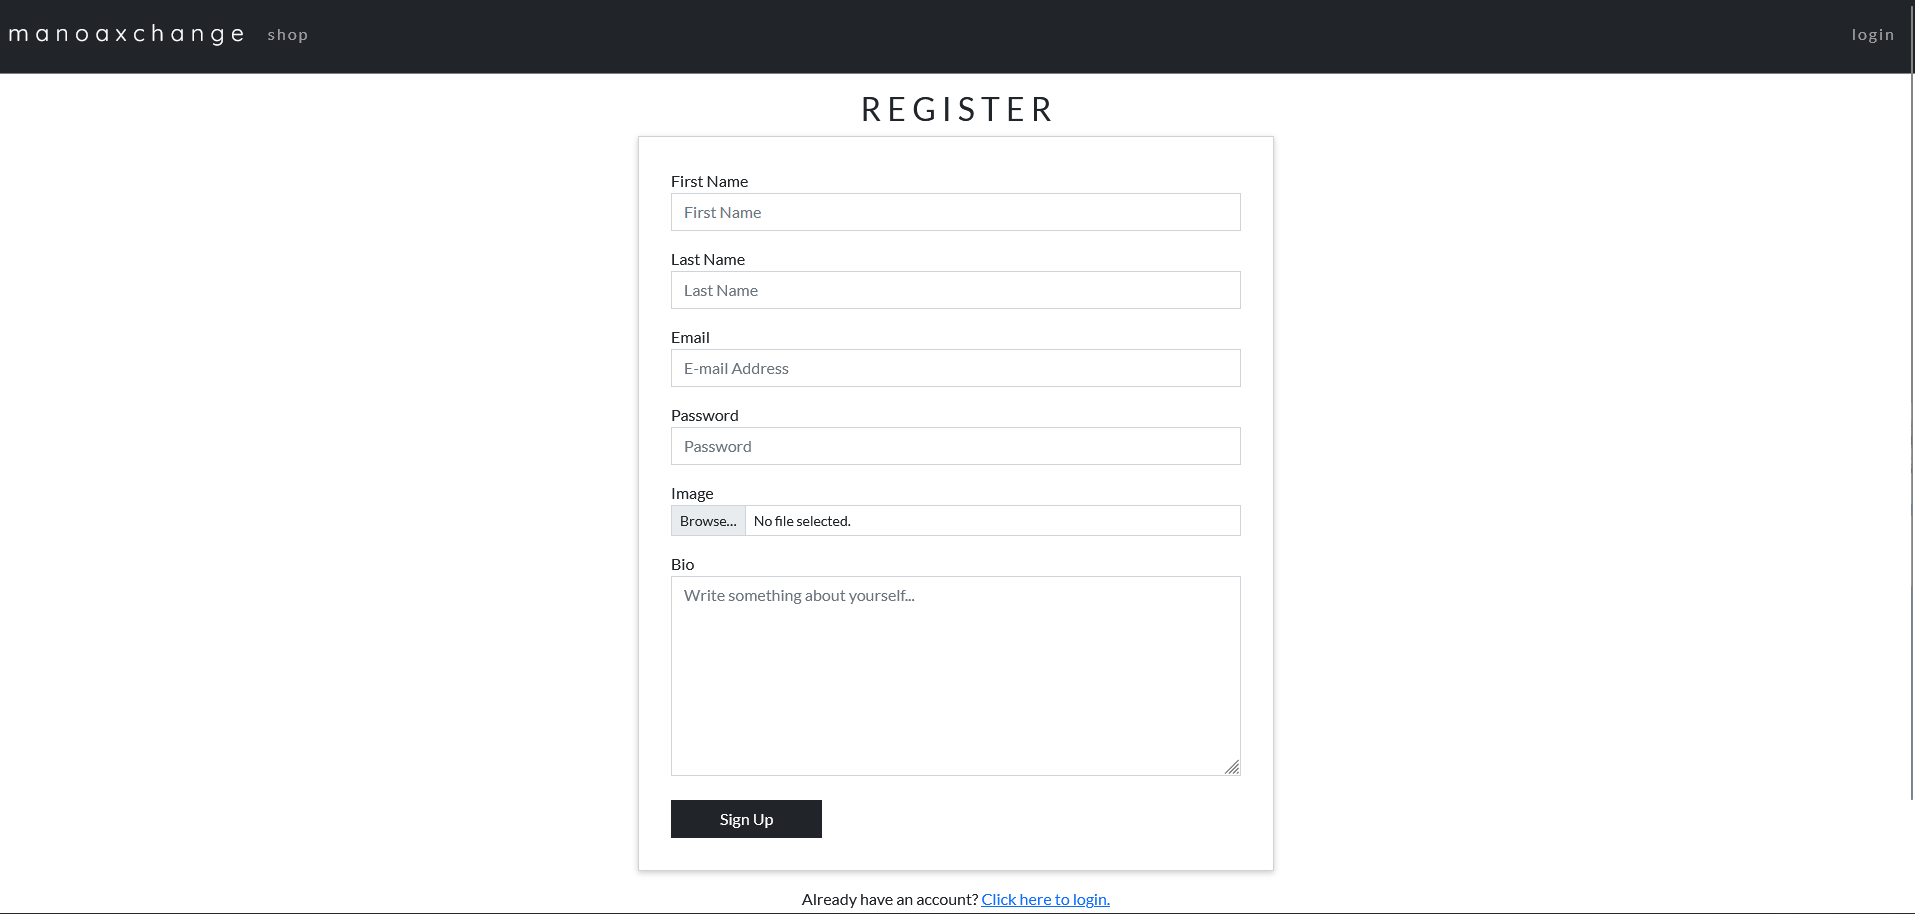 manoaxchange shop login
REGISTER
First Name
First Name
Last Name
Last Name
Email
E-mail Address
Password
Password
Image
Browse... No file selected.
Bio
Write something about yourself...
Sign Up
Already have an account? Click here to login.